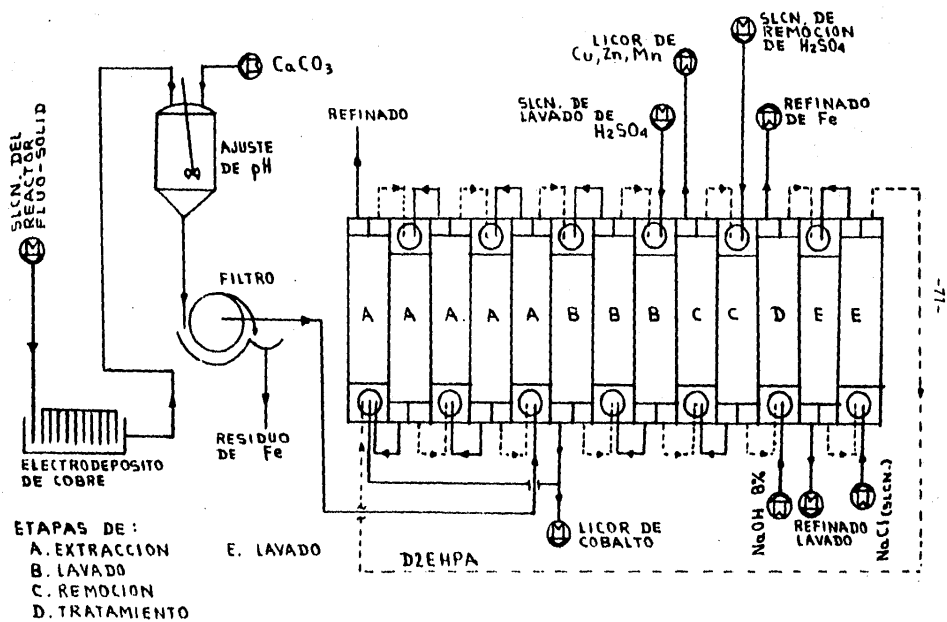 SLCN. DE
REMOCION
DE H2SO4
LICOR DE
Cu, Zn, Mn
CaCO3
SLCN. DE
LAVADO DE
H2SO4
REFINADO
REFINADO
DE Fe
AJUSTE
DE pH
SLCN. DEL
REACTOR
FLUO-SOLID
FILTRO
-77-
A A A. A A B B B C C D E E
RESIDUO
DE Fe
ELECTRODEPOSITO
DE COBRE
LICOR DE
COBALTO
NaOH 8%
REFINADO
LAVADO
NaCl (SLCN.)
D2EHPA
ETAPAS DE:
A. EXTRACCION E. LAVADO
B. LAVADO
C. REMOCION
D. TRATAMIENTO